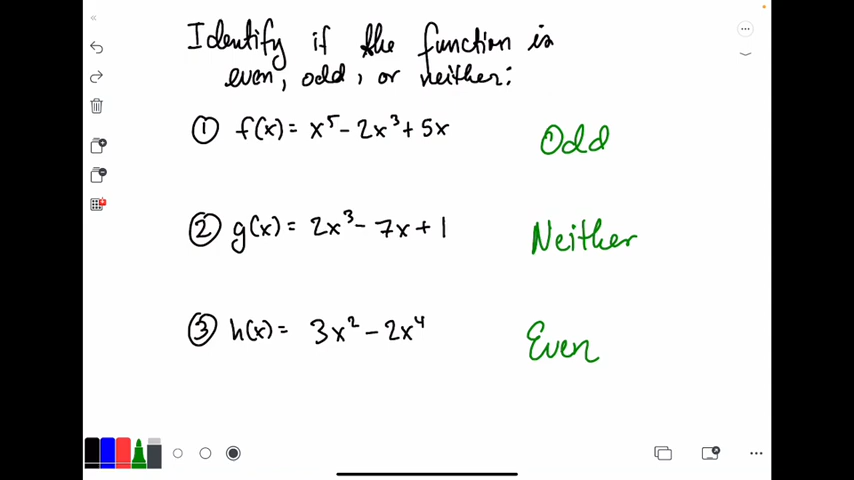 Identify if the function is
even, odd, or neither:
① f(x) = x⁵ - 2x³ + 5x Odd
② g(x) = 2x³ - 7x + 1 Neither
③ h(x) = 3x² - 2x⁴ Even